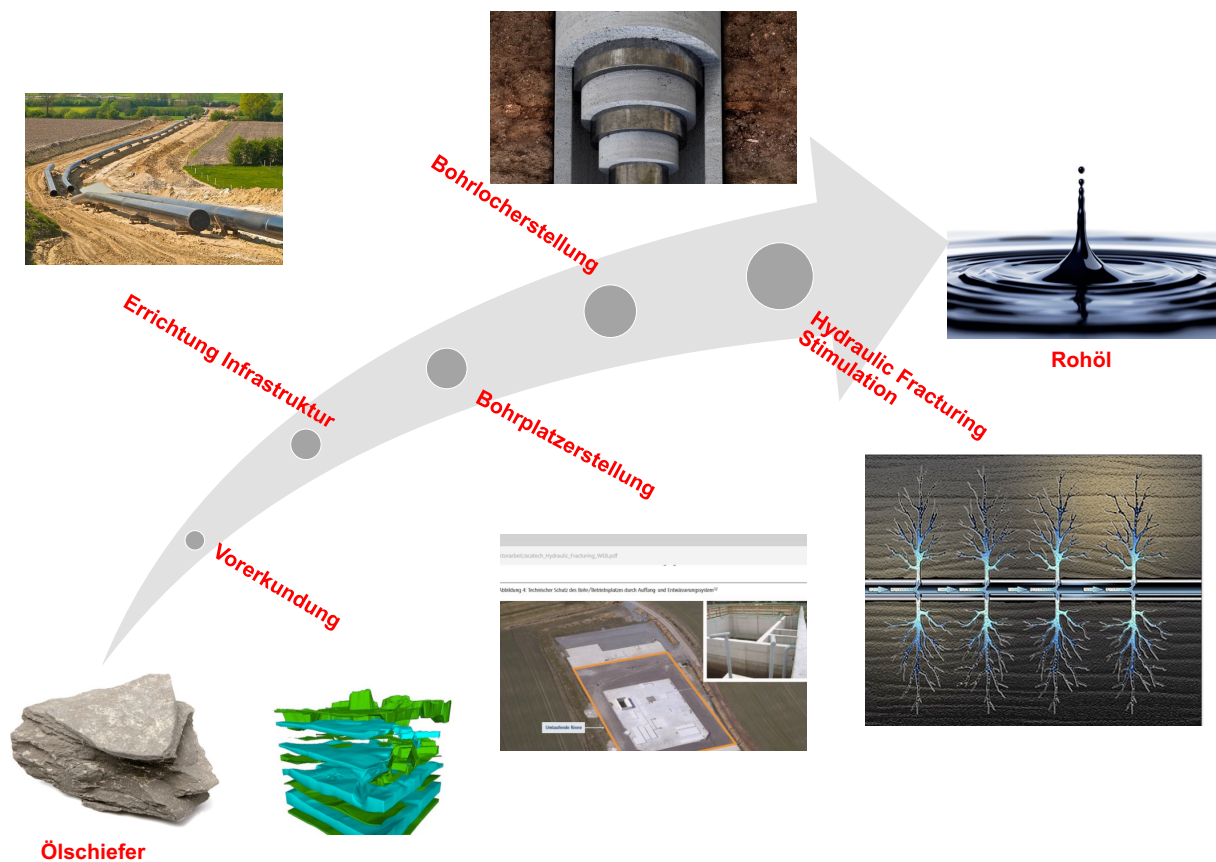 Bohrlocherstellung
Errichtung Infrastruktur
Hydraulic Fracturing
Stimulation
Rohöl
Bohrplatzerstellung
Vorerkundung
Abbildung 4: Technischer Schutz des Bohr-/Betriebsplatzes durch Auffang- und Entwässerungssystem
Umlaufende Rinne
Ölschiefer